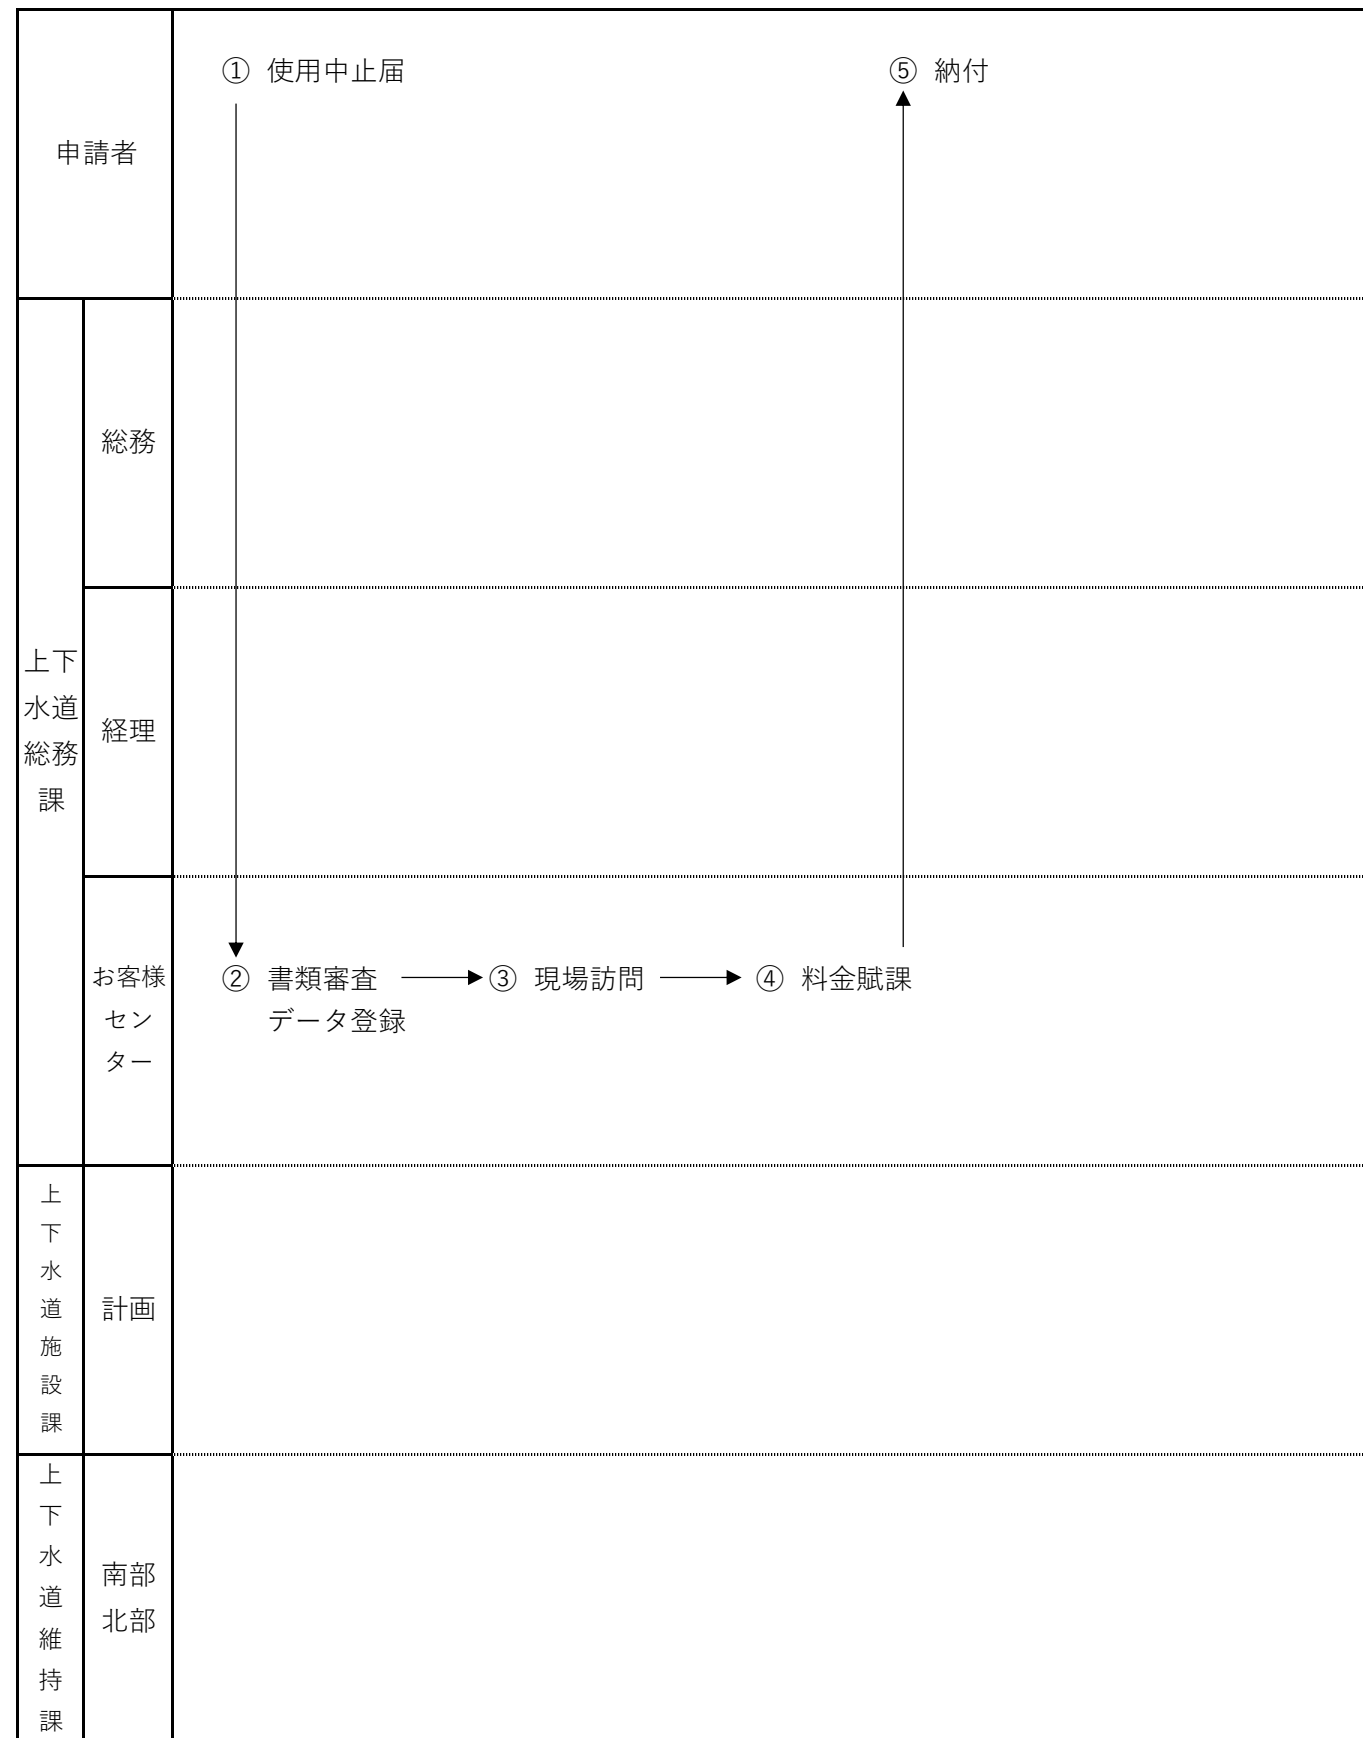 ① 使用中止届
⑤ 納付
申請者
上下
水道
総務
課
総務
経理
お客様
セン
ター
② 書類審査
データ登録
③ 現場訪問
④ 料金賦課
上
下
水
道
施
設
課
計画
上
下
水
道
維
持
課
南部
北部